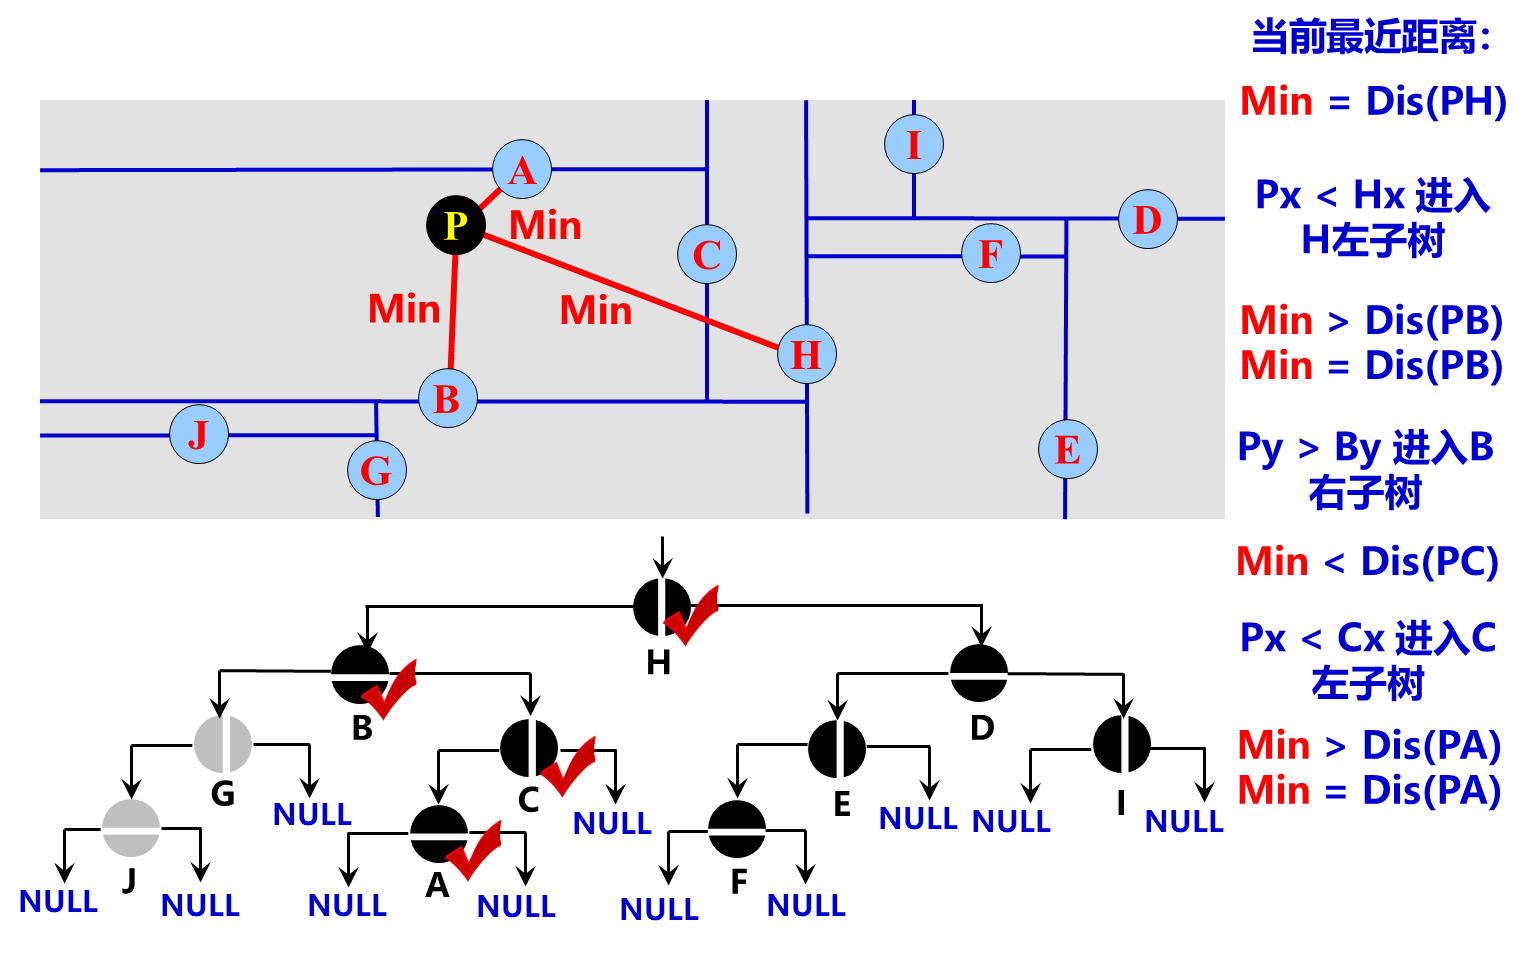 当前最近距离:
Min = Dis(PH)
Px < Hx 进入
H左子树
Min > Dis(PB)
Min = Dis(PB)
Py > By 进入B
右子树
Min < Dis(PC)
Px < Cx 进入C
左子树
Min > Dis(PA)
Min = Dis(PA)
I
A
P
Min
D
C
F
Min
Min
H
B
J
G
E
H
B
D
G
NULL
C
NULL
E
NULL
NULL
I
NULL
J
A
F
NULL
NULL
NULL
NULL
NULL
NULL